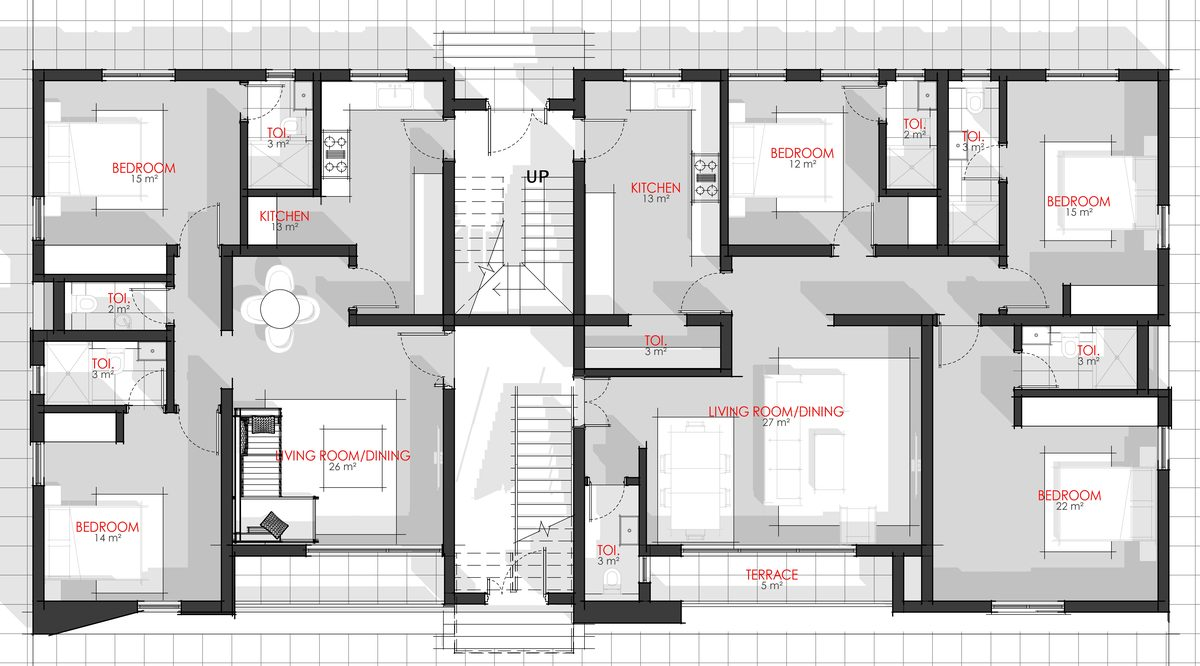 BEDROOM
15 m²
TOI.
3 m²
KITCHEN
13 m²
TOI.
2 m²
TOI.
3 m²
BEDROOM
14 m²
LIVING ROOM/DINING
26 m²
UP
KITCHEN
13 m²
BEDROOM
12 m²
TOI.
2 m²
TOI.
3 m²
BEDROOM
15 m²
TOI.
3 m²
TOI.
3 m²
LIVING ROOM/DINING
27 m²
BEDROOM
22 m²
TOI.
3 m²
TERRACE
5 m²